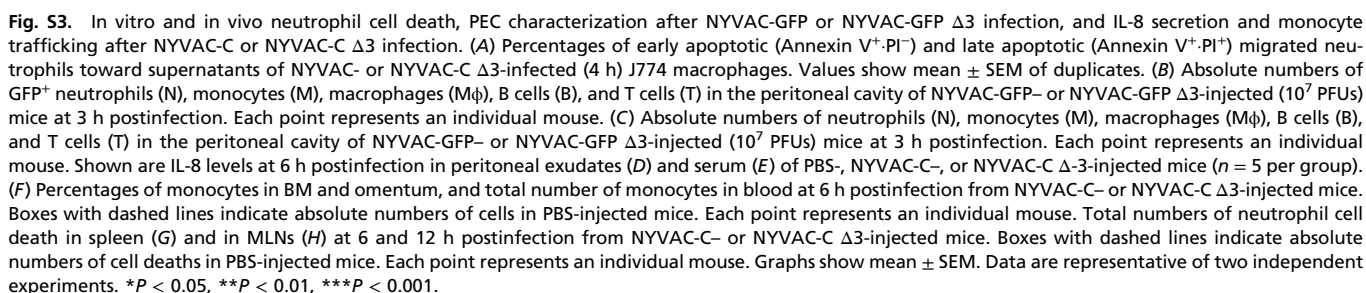 Fig. S3. In vitro and in vivo neutrophil cell death, PEC characterization after NYVAC-GFP or NYVAC-GFP Δ3 infection, and IL-8 secretion and monocyte
trafficking after NYVAC-C or NYVAC-C Δ3 infection. (A) Percentages of early apoptotic (Annexin V⁺·PI⁻) and late apoptotic (Annexin V⁺·PI⁺) migrated neu-
trophils toward supernatants of NYVAC- or NYVAC-C Δ3-infected (4 h) J774 macrophages. Values show mean ± SEM of duplicates. (B) Absolute numbers of
GFP⁺ neutrophils (N), monocytes (M), macrophages (Mϕ), B cells (B), and T cells (T) in the peritoneal cavity of NYVAC-GFP– or NYVAC-GFP Δ3-injected (10⁷ PFUs)
mice at 3 h postinfection. Each point represents an individual mouse. (C) Absolute numbers of neutrophils (N), monocytes (M), macrophages (Mϕ), B cells (B),
and T cells (T) in the peritoneal cavity of NYVAC-GFP– or NYVAC-GFP Δ3-injected (10⁷ PFUs) mice at 3 h postinfection. Each point represents an individual
mouse. Shown are IL-8 levels at 6 h postinfection in peritoneal exudates (D) and serum (E) of PBS-, NYVAC-C–, or NYVAC-C Δ-3-injected mice (n = 5 per group).
(F) Percentages of monocytes in BM and omentum, and total number of monocytes in blood at 6 h postinfection from NYVAC-C– or NYVAC-C Δ3-injected mice.
Boxes with dashed lines indicate absolute numbers of cells in PBS-injected mice. Each point represents an individual mouse. Total numbers of neutrophil cell
death in spleen (G) and in MLNs (H) at 6 and 12 h postinfection from NYVAC-C– or NYVAC-C Δ3-injected mice. Boxes with dashed lines indicate absolute
numbers of cell deaths in PBS-injected mice. Each point represents an individual mouse. Graphs show mean ± SEM. Data are representative of two independent
experiments. *P < 0.05, **P < 0.01, ***P < 0.001.